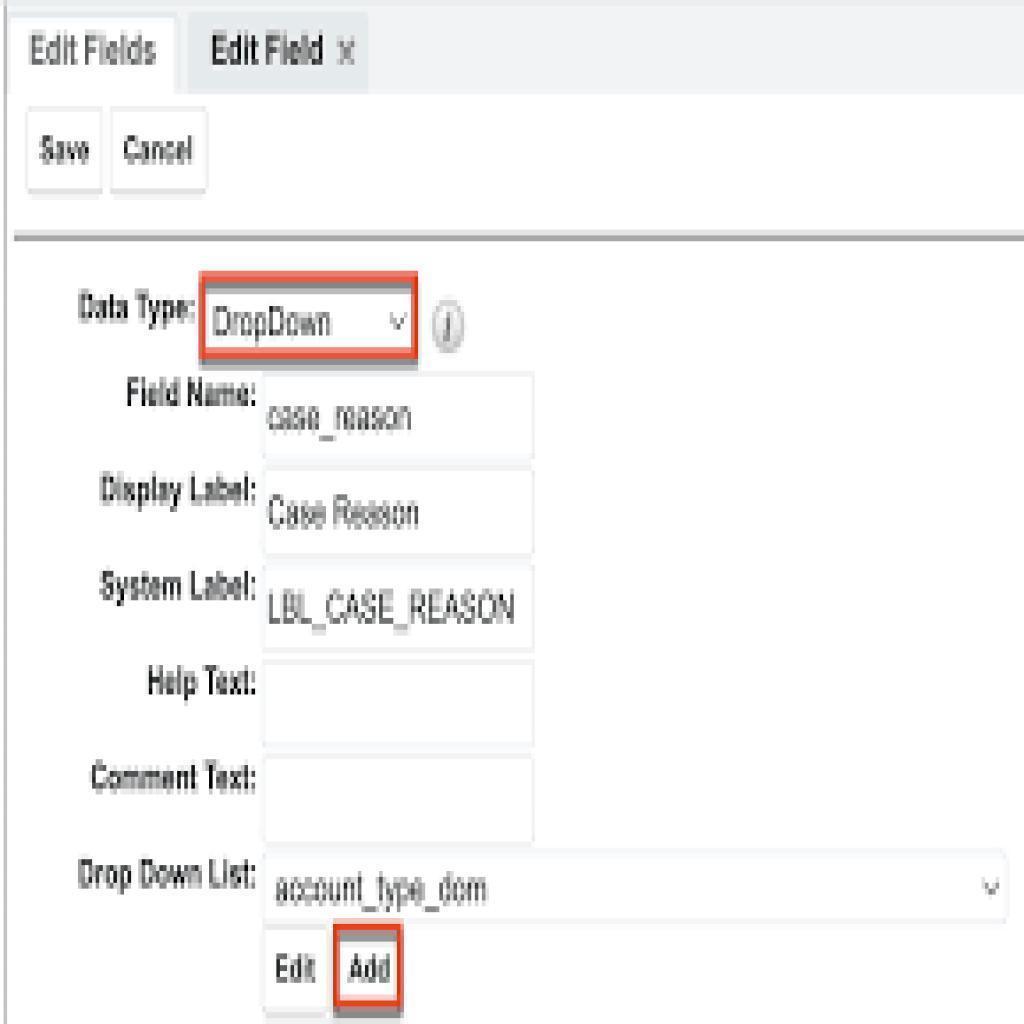 Edit Fields Edit Field x
Save Cancel
Data Type: DropDown i
Field Name: case_reason
Display Label: Case Reason
System Label: LBL_CASE_REASON
Help Text:
Comment Text:
Drop Down List: account_type_dom
Edit Add